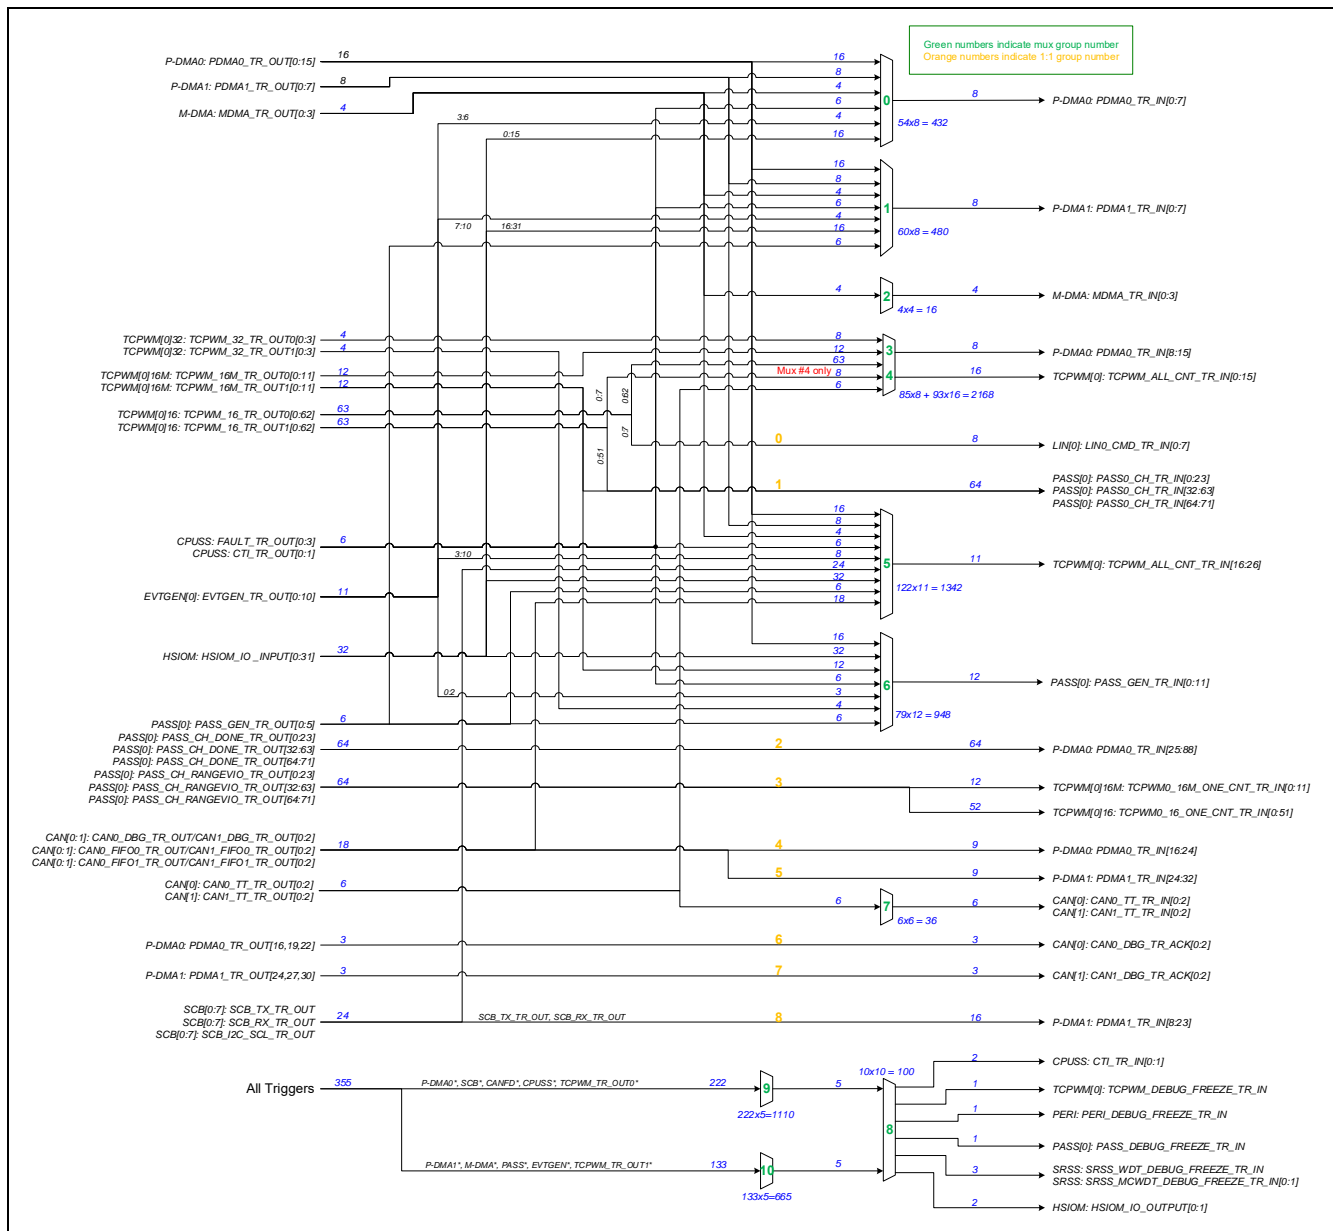 Green numbers indicate mux group number
Orange numbers indicate 1:1 group number
P-DMA0: PDMA0_TR_OUT[0:15]
16
P-DMA1: PDMA1_TR_OUT[0:7]
8
M-DMA: MDMA_TR_OUT[0:3]
4
3:6
0:15
16
8
4
6
4
16
0
54x8 = 432
8
P-DMA0: PDMA0_TR_IN[0:7]
7:10
16:31
16
8
4
6
4
16
6
1
60x8 = 480
8
P-DMA1: PDMA1_TR_IN[0:7]
4
2
4x4 = 16
4
M-DMA: MDMA_TR_IN[0:3]
TCPWM[0]32: TCPWM_32_TR_OUT0[0:3]
4
TCPWM[0]32: TCPWM_32_TR_OUT1[0:3]
4
TCPWM[0]16M: TCPWM_16M_TR_OUT0[0:11]
12
TCPWM[0]16M: TCPWM_16M_TR_OUT1[0:11]
12
TCPWM[0]16: TCPWM_16_TR_OUT0[0:62]
63
TCPWM[0]16: TCPWM_16_TR_OUT1[0:62]
63
0:7
0:62
0:7
0:51
8
12
63
Mux #4 only
8
6
3
4
85x8 + 93x16 = 2168
8
P-DMA0: PDMA0_TR_IN[8:15]
16
TCPWM[0]: TCPWM_ALL_CNT_TR_IN[0:15]
0
8
LIN[0]: LIN0_CMD_TR_IN[0:7]
1
64
PASS[0]: PASS0_CH_TR_IN[0:23]
PASS[0]: PASS0_CH_TR_IN[32:63]
PASS[0]: PASS0_CH_TR_IN[64:71]
CPUSS: FAULT_TR_OUT[0:3]
CPUSS: CTI_TR_OUT[0:1]
6
3:10
EVTGEN[0]: EVTGEN_TR_OUT[0:10]
11
16
8
4
6
8
24
32
6
18
5
122x11 = 1342
11
TCPWM[0]: TCPWM_ALL_CNT_TR_IN[16:26]
HSIOM: HSIOM_IO_INPUT[0:31]
32
0:2
16
32
12
6
3
4
6
6
79x12 = 948
12
PASS[0]: PASS_GEN_TR_IN[0:11]
PASS[0]: PASS_GEN_TR_OUT[0:5]
6
PASS[0]: PASS_CH_DONE_TR_OUT[0:23]
PASS[0]: PASS_CH_DONE_TR_OUT[32:63]
PASS[0]: PASS_CH_DONE_TR_OUT[64:71]
64
2
64
P-DMA0: PDMA0_TR_IN[25:88]
PASS[0]: PASS_CH_RANGEVIO_TR_OUT[0:23]
PASS[0]: PASS_CH_RANGEVIO_TR_OUT[32:63]
PASS[0]: PASS_CH_RANGEVIO_TR_OUT[64:71]
64
3
12
TCPWM[0]16M: TCPWM0_16M_ONE_CNT_TR_IN[0:11]
52
TCPWM[0]16: TCPWM0_16_ONE_CNT_TR_IN[0:51]
CAN[0:1]: CAN0_DBG_TR_OUT/CAN1_DBG_TR_OUT[0:2]
CAN[0:1]: CAN0_FIFO0_TR_OUT/CAN1_FIFO0_TR_OUT[0:2]
CAN[0:1]: CAN0_FIFO1_TR_OUT/CAN1_FIFO1_TR_OUT[0:2]
18
4
9
P-DMA0: PDMA0_TR_IN[16:24]
5
9
P-DMA1: PDMA1_TR_IN[24:32]
CAN[0]: CAN0_TT_TR_OUT[0:2]
CAN[1]: CAN1_TT_TR_OUT[0:2]
6
6
7
6x6 = 36
6
CAN[0]: CAN0_TT_TR_IN[0:2]
CAN[1]: CAN1_TT_TR_IN[0:2]
P-DMA0: PDMA0_TR_OUT[16,19,22]
3
6
3
CAN[0]: CAN0_DBG_TR_ACK[0:2]
P-DMA1: PDMA1_TR_OUT[24,27,30]
3
7
3
CAN[1]: CAN1_DBG_TR_ACK[0:2]
SCB[0:7]: SCB_TX_TR_OUT
SCB[0:7]: SCB_RX_TR_OUT
SCB[0:7]: SCB_I2C_SCL_TR_OUT
24
SCB_TX_TR_OUT, SCB_RX_TR_OUT
8
16
P-DMA1: PDMA1_TR_IN[8:23]
All Triggers
355
P-DMA0*, SCB*, CANFD*, CPUSS*, TCPWM_TR_OUT0*
222
9
222x5=1110
5
P-DMA1*, M-DMA*, PASS*, EVTGEN*, TCPWM_TR_OUT1*
133
10
133x5=665
5
10x10 = 100
8
2
CPUSS: CTI_TR_IN[0:1]
1
TCPWM[0]: TCPWM_DEBUG_FREEZE_TR_IN
1
PERI: PERI_DEBUG_FREEZE_TR_IN
1
PASS[0]: PASS_DEBUG_FREEZE_TR_IN
3
SRSS: SRSS_WDT_DEBUG_FREEZE_TR_IN
SRSS: SRSS_MCWDT_DEBUG_FREEZE_TR_IN[0:1]
2
HSIOM: HSIOM_IO_OUTPUT[0:1]